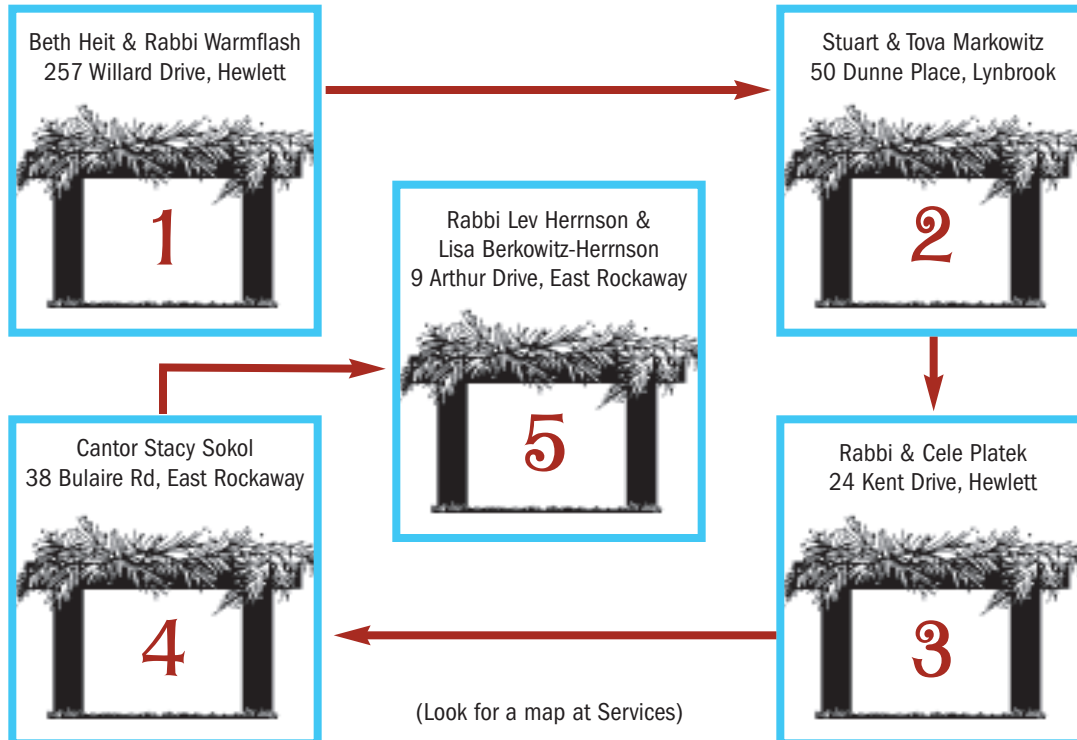 Beth Heit & Rabbi Warmflash
257 Willard Drive, Hewlett
1
Stuart & Tova Markowitz
50 Dunne Place, Lynbrook
2
Rabbi & Cele Platek
24 Kent Drive, Hewlett
3
Cantor Stacy Sokol
38 Bulaire Rd, East Rockaway
4
Rabbi Lev Herrnson &
Lisa Berkowitz-Herrnson
9 Arthur Drive, East Rockaway
5
(Look for a map at Services)